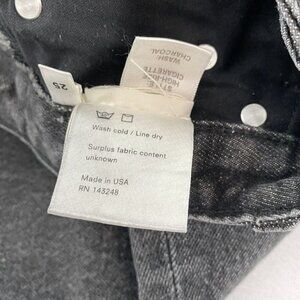 25
STYLE:
HIGH-RISE
CIGARETTE
WASH:
CHARCOAL
Wash cold / Line dry
Surplus fabric content
unknown
Made in USA
RN 143248